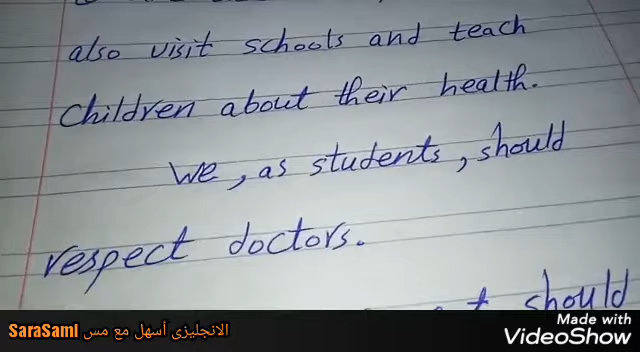 also visit schools and teach
children about their health.
We, as students, should
respect doctors.
should
Made with
VideoShow
SaraSamI الانجليزى أسهل مع مس